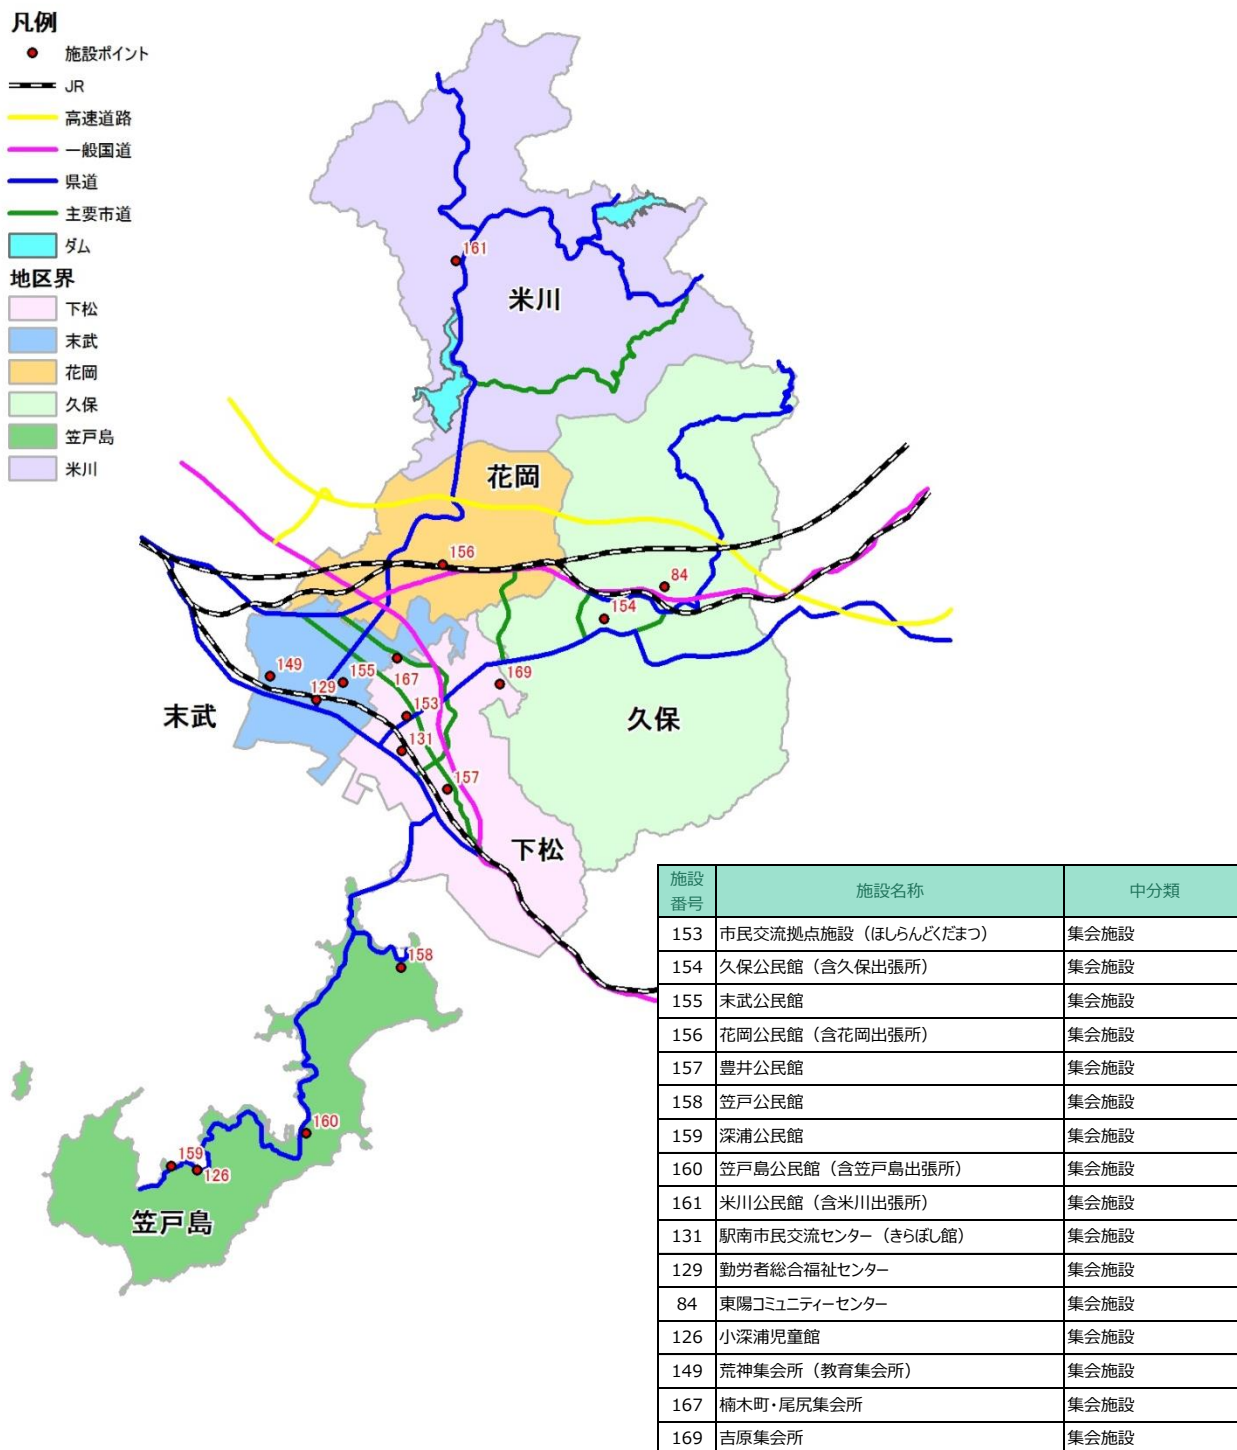 凡例
施設ポイント
JR
高速道路
一般国道
県道
主要市道
ダム
地区界
下松
末武
花岡
久保
笠戸島
米川
161
米川
花岡
156
84
154
149
155
167
169
129
153
末武
久保
131
157
下松
158
160
159
126
笠戸島
施設番号 施設名称 中分類
153 市民交流拠点施設（ほしらんどくだまつ） 集会施設
154 久保公民館（含久保出張所） 集会施設
155 末武公民館 集会施設
156 花岡公民館（含花岡出張所） 集会施設
157 豊井公民館 集会施設
158 笠戸公民館 集会施設
159 深浦公民館 集会施設
160 笠戸島公民館（含笠戸島出張所） 集会施設
161 米川公民館（含米川出張所） 集会施設
131 駅南市民交流センター（きらぼし館） 集会施設
129 勤労者総合福祉センター 集会施設
84 東陽コミュニティーセンター 集会施設
126 小深浦児童館 集会施設
149 荒神集会所（教育集会所） 集会施設
167 楠木町・尾尻集会所 集会施設
169 吉原集会所 集会施設